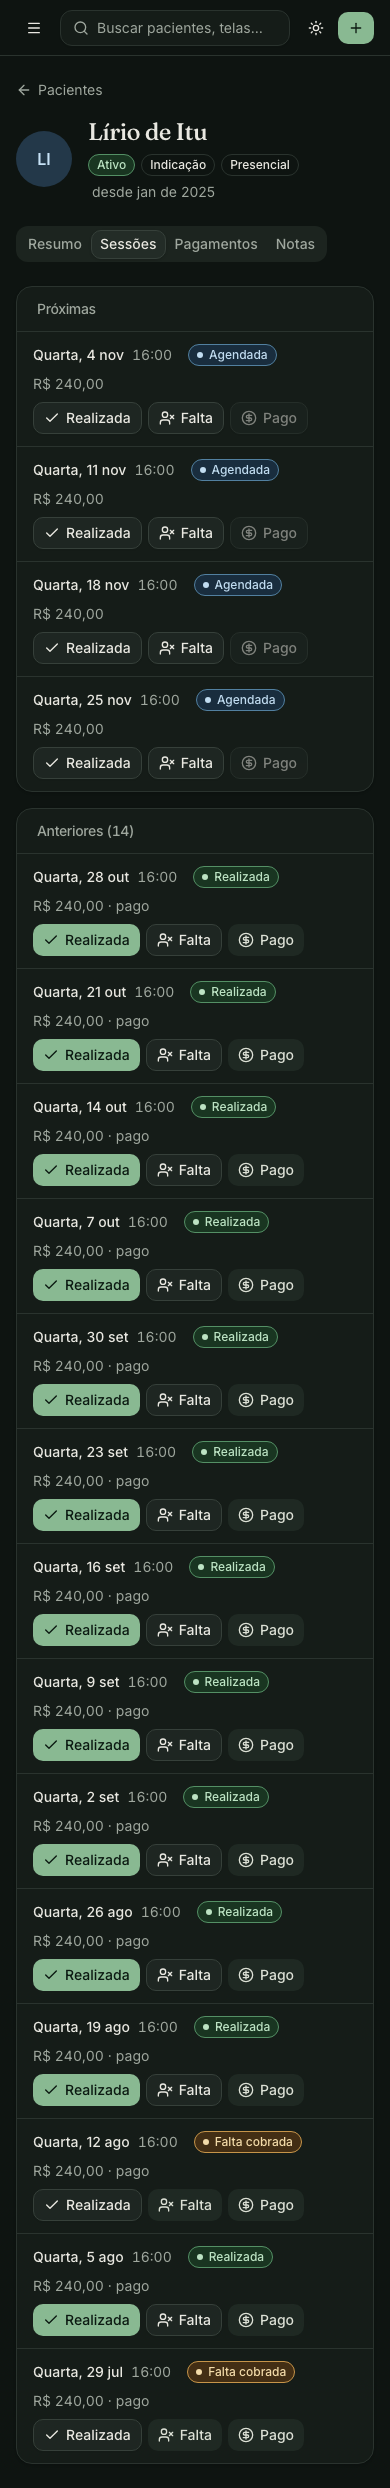 Buscar pacientes, telas...
Pacientes
LI
Lírio de Itu
Ativo Indicação Presencial
desde jan de 2025
Resumo Sessões Pagamentos Notas
Próximas
Quarta, 4 nov 16:00 Agendada
R$ 240,00
Realizada Falta Pago
Quarta, 11 nov 16:00 Agendada
R$ 240,00
Realizada Falta Pago
Quarta, 18 nov 16:00 Agendada
R$ 240,00
Realizada Falta Pago
Quarta, 25 nov 16:00 Agendada
R$ 240,00
Realizada Falta Pago
Anteriores (14)
Quarta, 28 out 16:00 Realizada
R$ 240,00 · pago
Realizada Falta Pago
Quarta, 21 out 16:00 Realizada
R$ 240,00 · pago
Realizada Falta Pago
Quarta, 14 out 16:00 Realizada
R$ 240,00 · pago
Realizada Falta Pago
Quarta, 7 out 16:00 Realizada
R$ 240,00 · pago
Realizada Falta Pago
Quarta, 30 set 16:00 Realizada
R$ 240,00 · pago
Realizada Falta Pago
Quarta, 23 set 16:00 Realizada
R$ 240,00 · pago
Realizada Falta Pago
Quarta, 16 set 16:00 Realizada
R$ 240,00 · pago
Realizada Falta Pago
Quarta, 9 set 16:00 Realizada
R$ 240,00 · pago
Realizada Falta Pago
Quarta, 2 set 16:00 Realizada
R$ 240,00 · pago
Realizada Falta Pago
Quarta, 26 ago 16:00 Realizada
R$ 240,00 · pago
Realizada Falta Pago
Quarta, 19 ago 16:00 Realizada
R$ 240,00 · pago
Realizada Falta Pago
Quarta, 12 ago 16:00 Falta cobrada
R$ 240,00 · pago
Realizada Falta Pago
Quarta, 5 ago 16:00 Realizada
R$ 240,00 · pago
Realizada Falta Pago
Quarta, 29 jul 16:00 Falta cobrada
R$ 240,00 · pago
Realizada Falta Pago